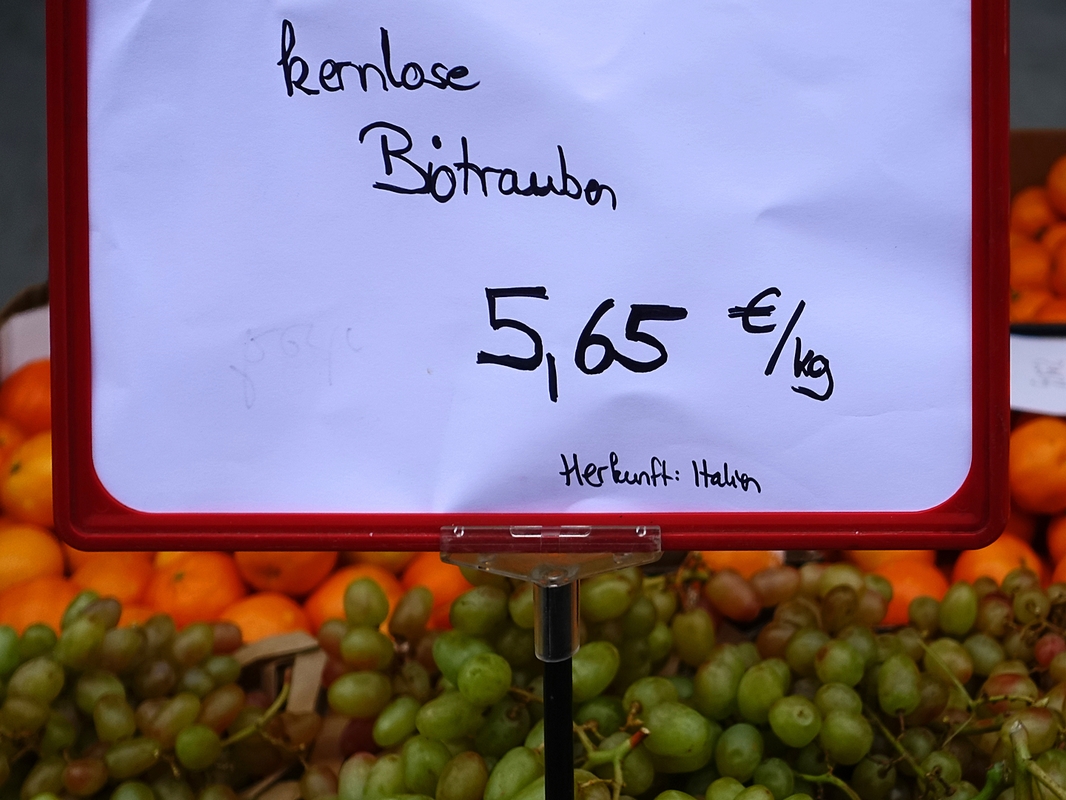 kernlose
Biotrauben
5,65 €/kg
Herkunft: Italien